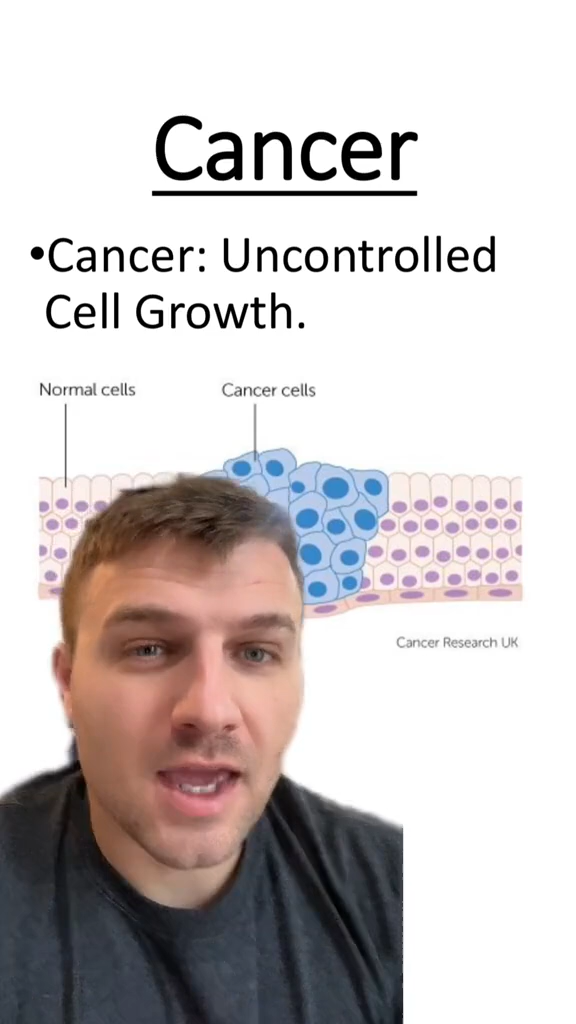 Cancer
•Cancer: Uncontrolled
Cell Growth.
Normal cells
Cancer cells
Cancer Research UK